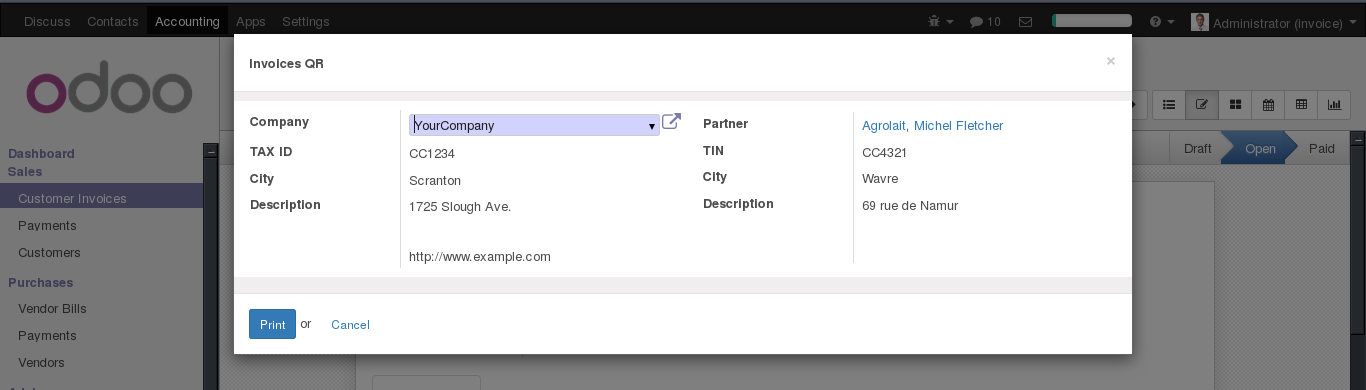 Discuss Contacts Accounting Apps Settings 10 Administrator (invoice)
odoo
Invoices QR ×
Company YourCompany Partner Agrolait, Michel Fletcher
TAX ID CC1234 TIN CC4321
City Scranton City Wavre
Description 1725 Slough Ave. Description 69 rue de Namur
http://www.example.com
Print or Cancel
Dashboard
Sales
Customer Invoices
Payments
Customers
Purchases
Vendor Bills
Payments
Vendors
Draft Open Paid